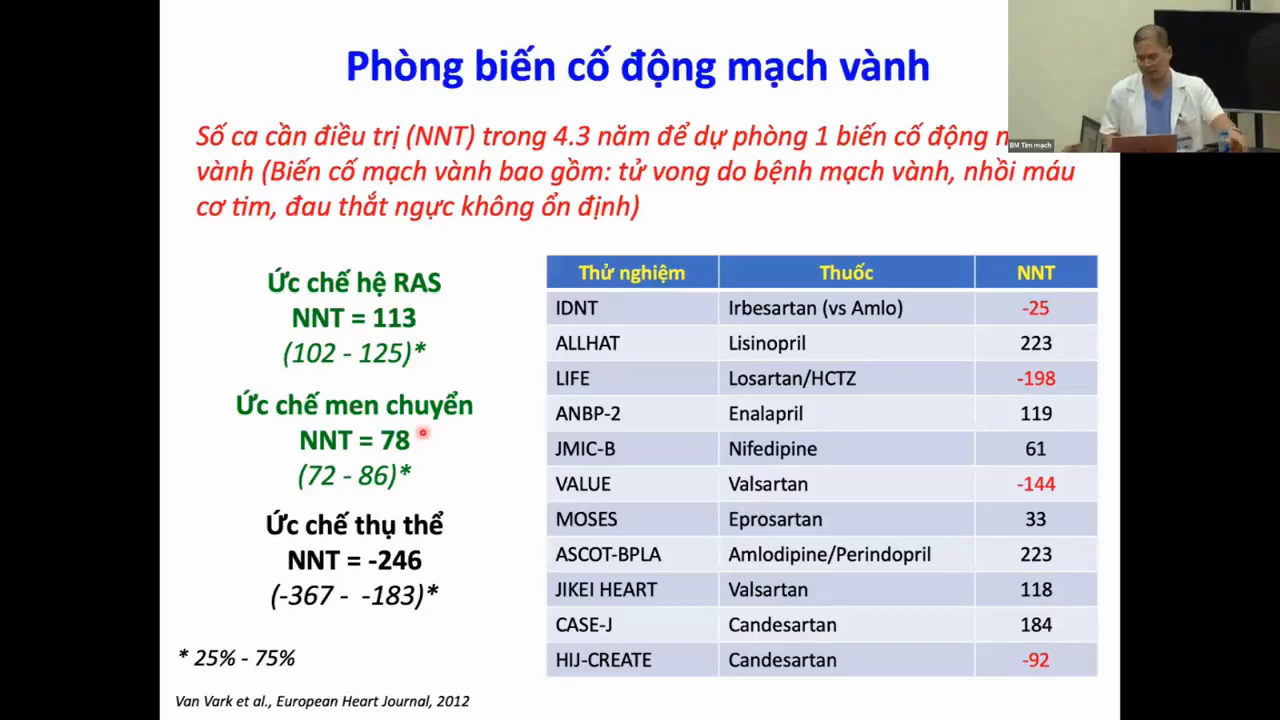 Phòng biến cố động mạch vành
Số ca cần điều trị (NNT) trong 4.3 năm để dự phòng 1 biến cố động
vành (Biến cố mạch vành bao gồm: tử vong do bệnh mạch vành, nhồi máu
cơ tim, đau thắt ngực không ổn định)
BM Tim mạch
Ức chế hệ RAS
NNT = 113
(102 - 125)*
Ức chế men chuyển
NNT = 78
(72 - 86)*
Ức chế thụ thể
NNT = -246
(-367 - -183)*
* 25% - 75%
Van Vark et al., European Heart Journal, 2012
Thử nghiệm Thuốc NNT
IDNT Irbesartan (vs Amlo) -25
ALLHAT Lisinopril 223
LIFE Losartan/HCTZ -198
ANBP-2 Enalapril 119
JMIC-B Nifedipine 61
VALUE Valsartan -144
MOSES Eprosartan 33
ASCOT-BPLA Amlodipine/Perindopril 223
JIKEI HEART Valsartan 118
CASE-J Candesartan 184
HIJ-CREATE Candesartan -92